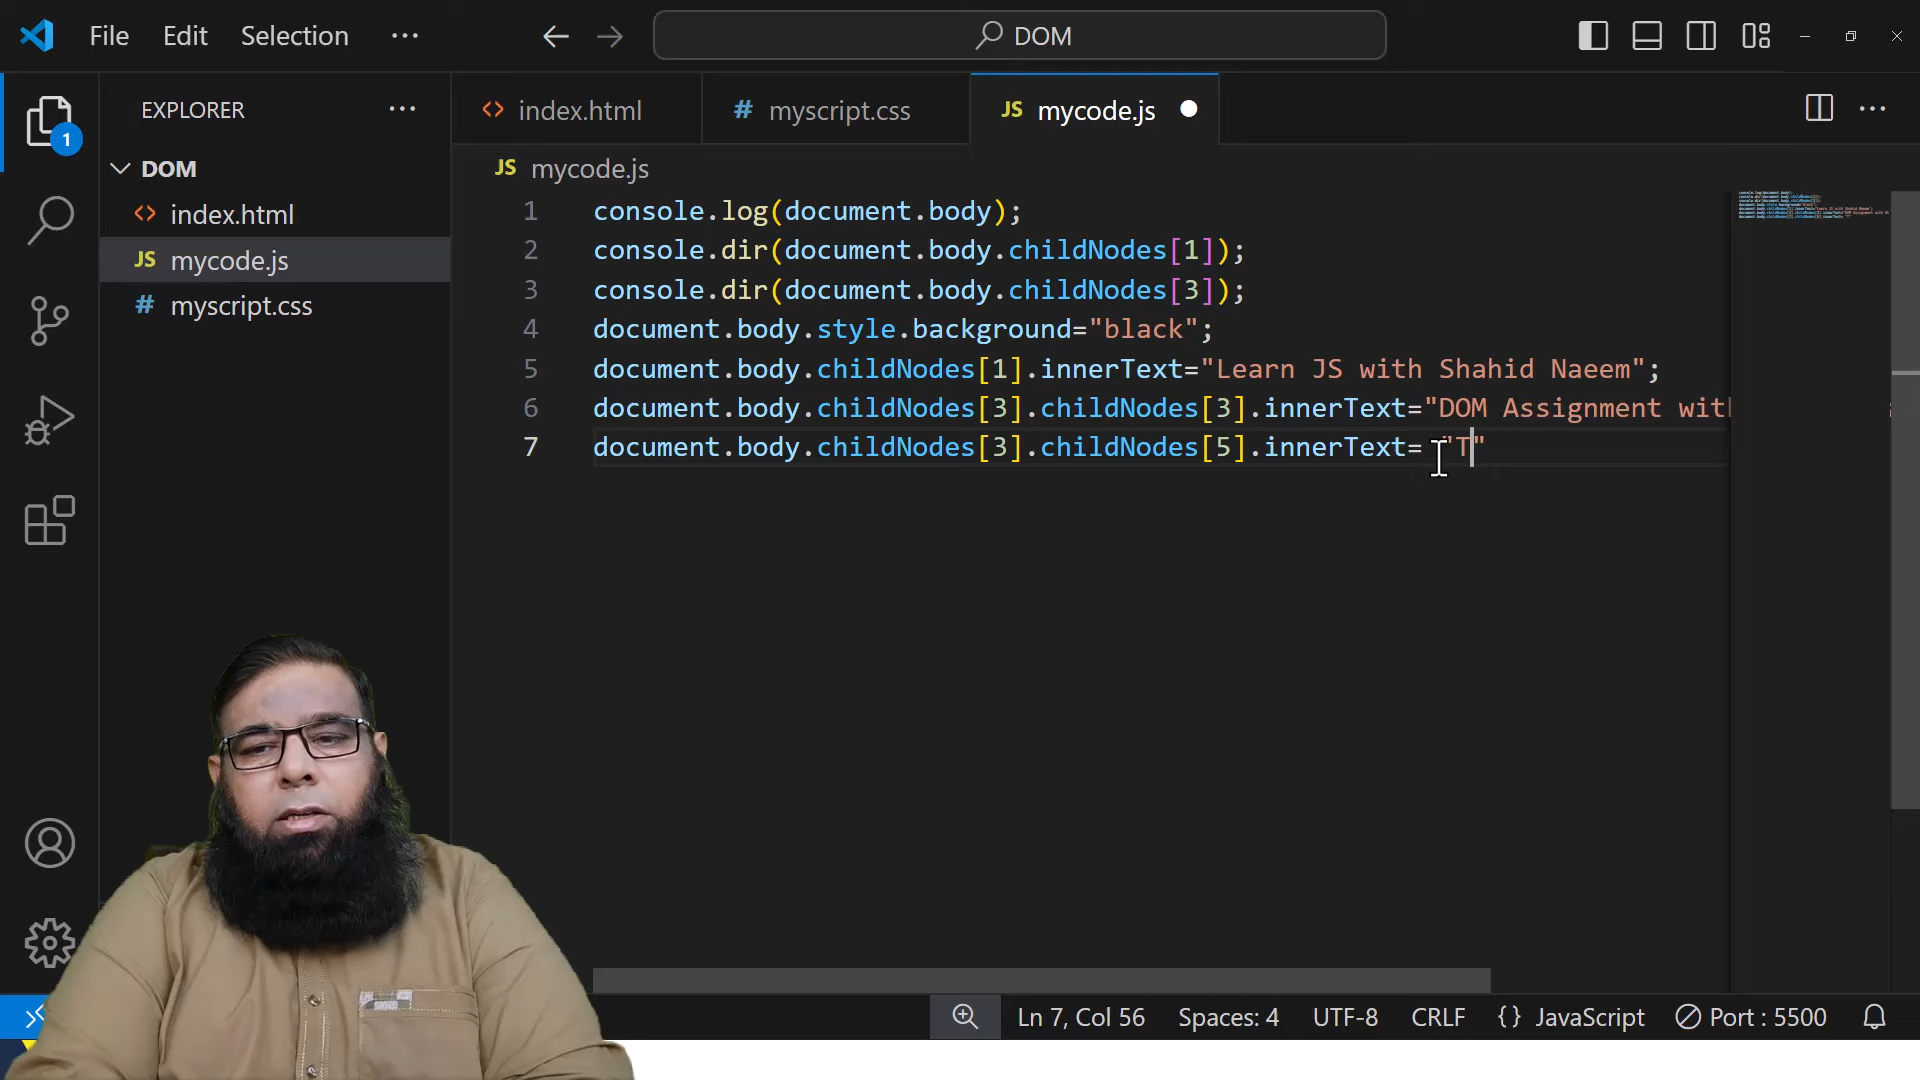 File Edit Selection ··· DOM
EXPLORER ···
DOM
<> index.html
JS mycode.js
# myscript.css
1
<> index.html # myscript.css JS mycode.js ● ···
JS mycode.js
1 console.log(document.body);
2 console.dir(document.body.childNodes[1]);
3 console.dir(document.body.childNodes[3]);
4 document.body.style.background="black";
5 document.body.childNodes[1].innerText="Learn JS with Shahid Naeem";
6 document.body.childNodes[3].childNodes[3].innerText="DOM Assignment wit
7 document.body.childNodes[3].childNodes[5].innerText= "T"
Ln 7, Col 56 Spaces: 4 UTF-8 CRLF {} JavaScript Port : 5500